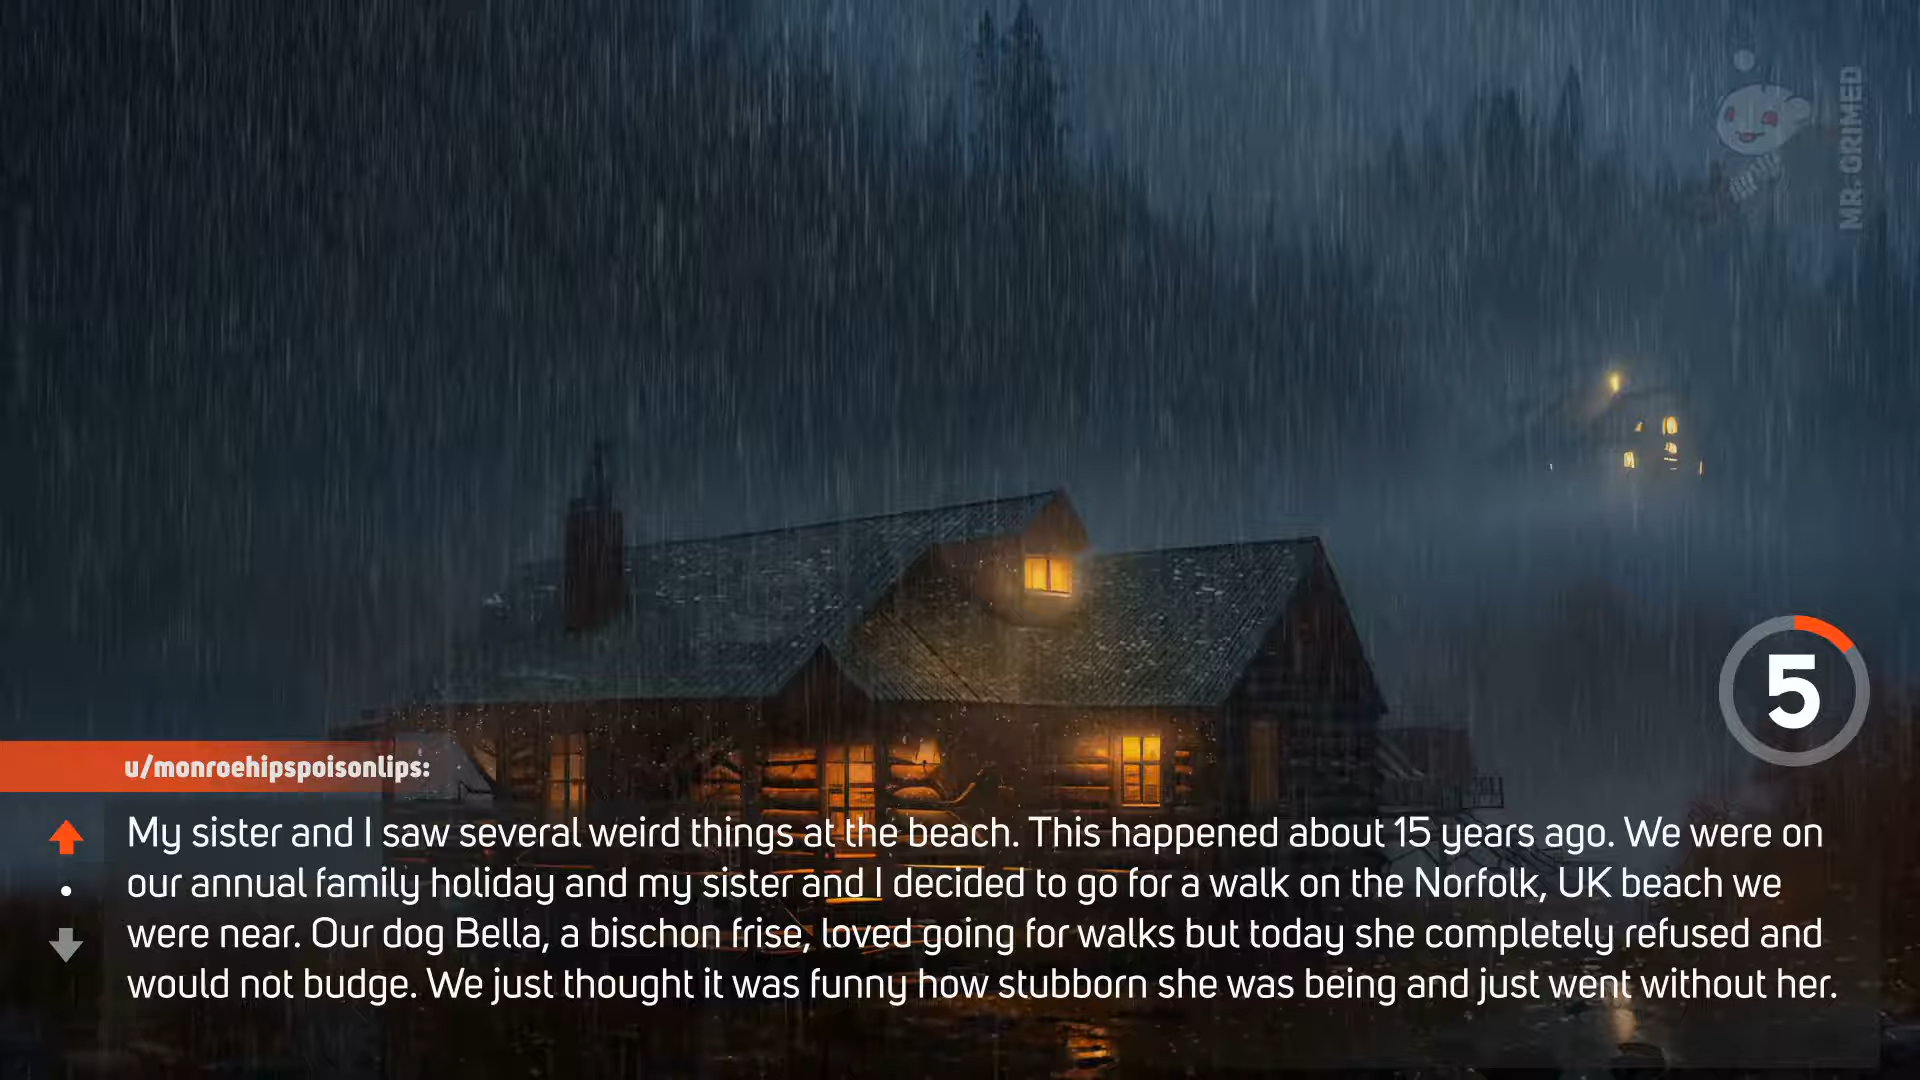 MR. GRIMED
5
u/monroehipspoisonlips:
My sister and I saw several weird things at the beach. This happened about 15 years ago. We were on
our annual family holiday and my sister and I decided to go for a walk on the Norfolk, UK beach we
were near. Our dog Bella, a bischon frise, loved going for walks but today she completely refused and
would not budge. We just thought it was funny how stubborn she was being and just went without her.